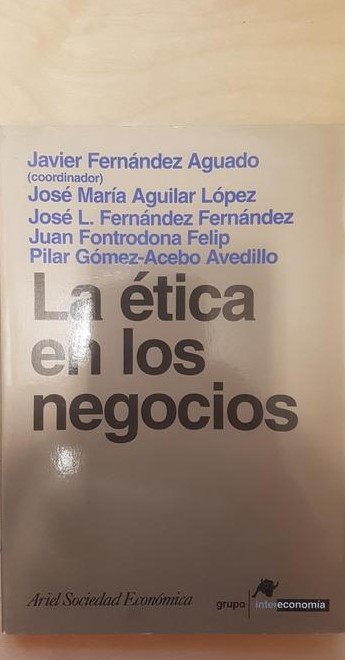 Javier Fernández Aguado
(coordinador)
José María Aguilar López
José L. Fernández Fernández
Juan Fontrodona Felip
Pilar Gómez-Acebo Avedillo
La ética
en los
negocios
Ariel Sociedad Económica
grupo intereconomía